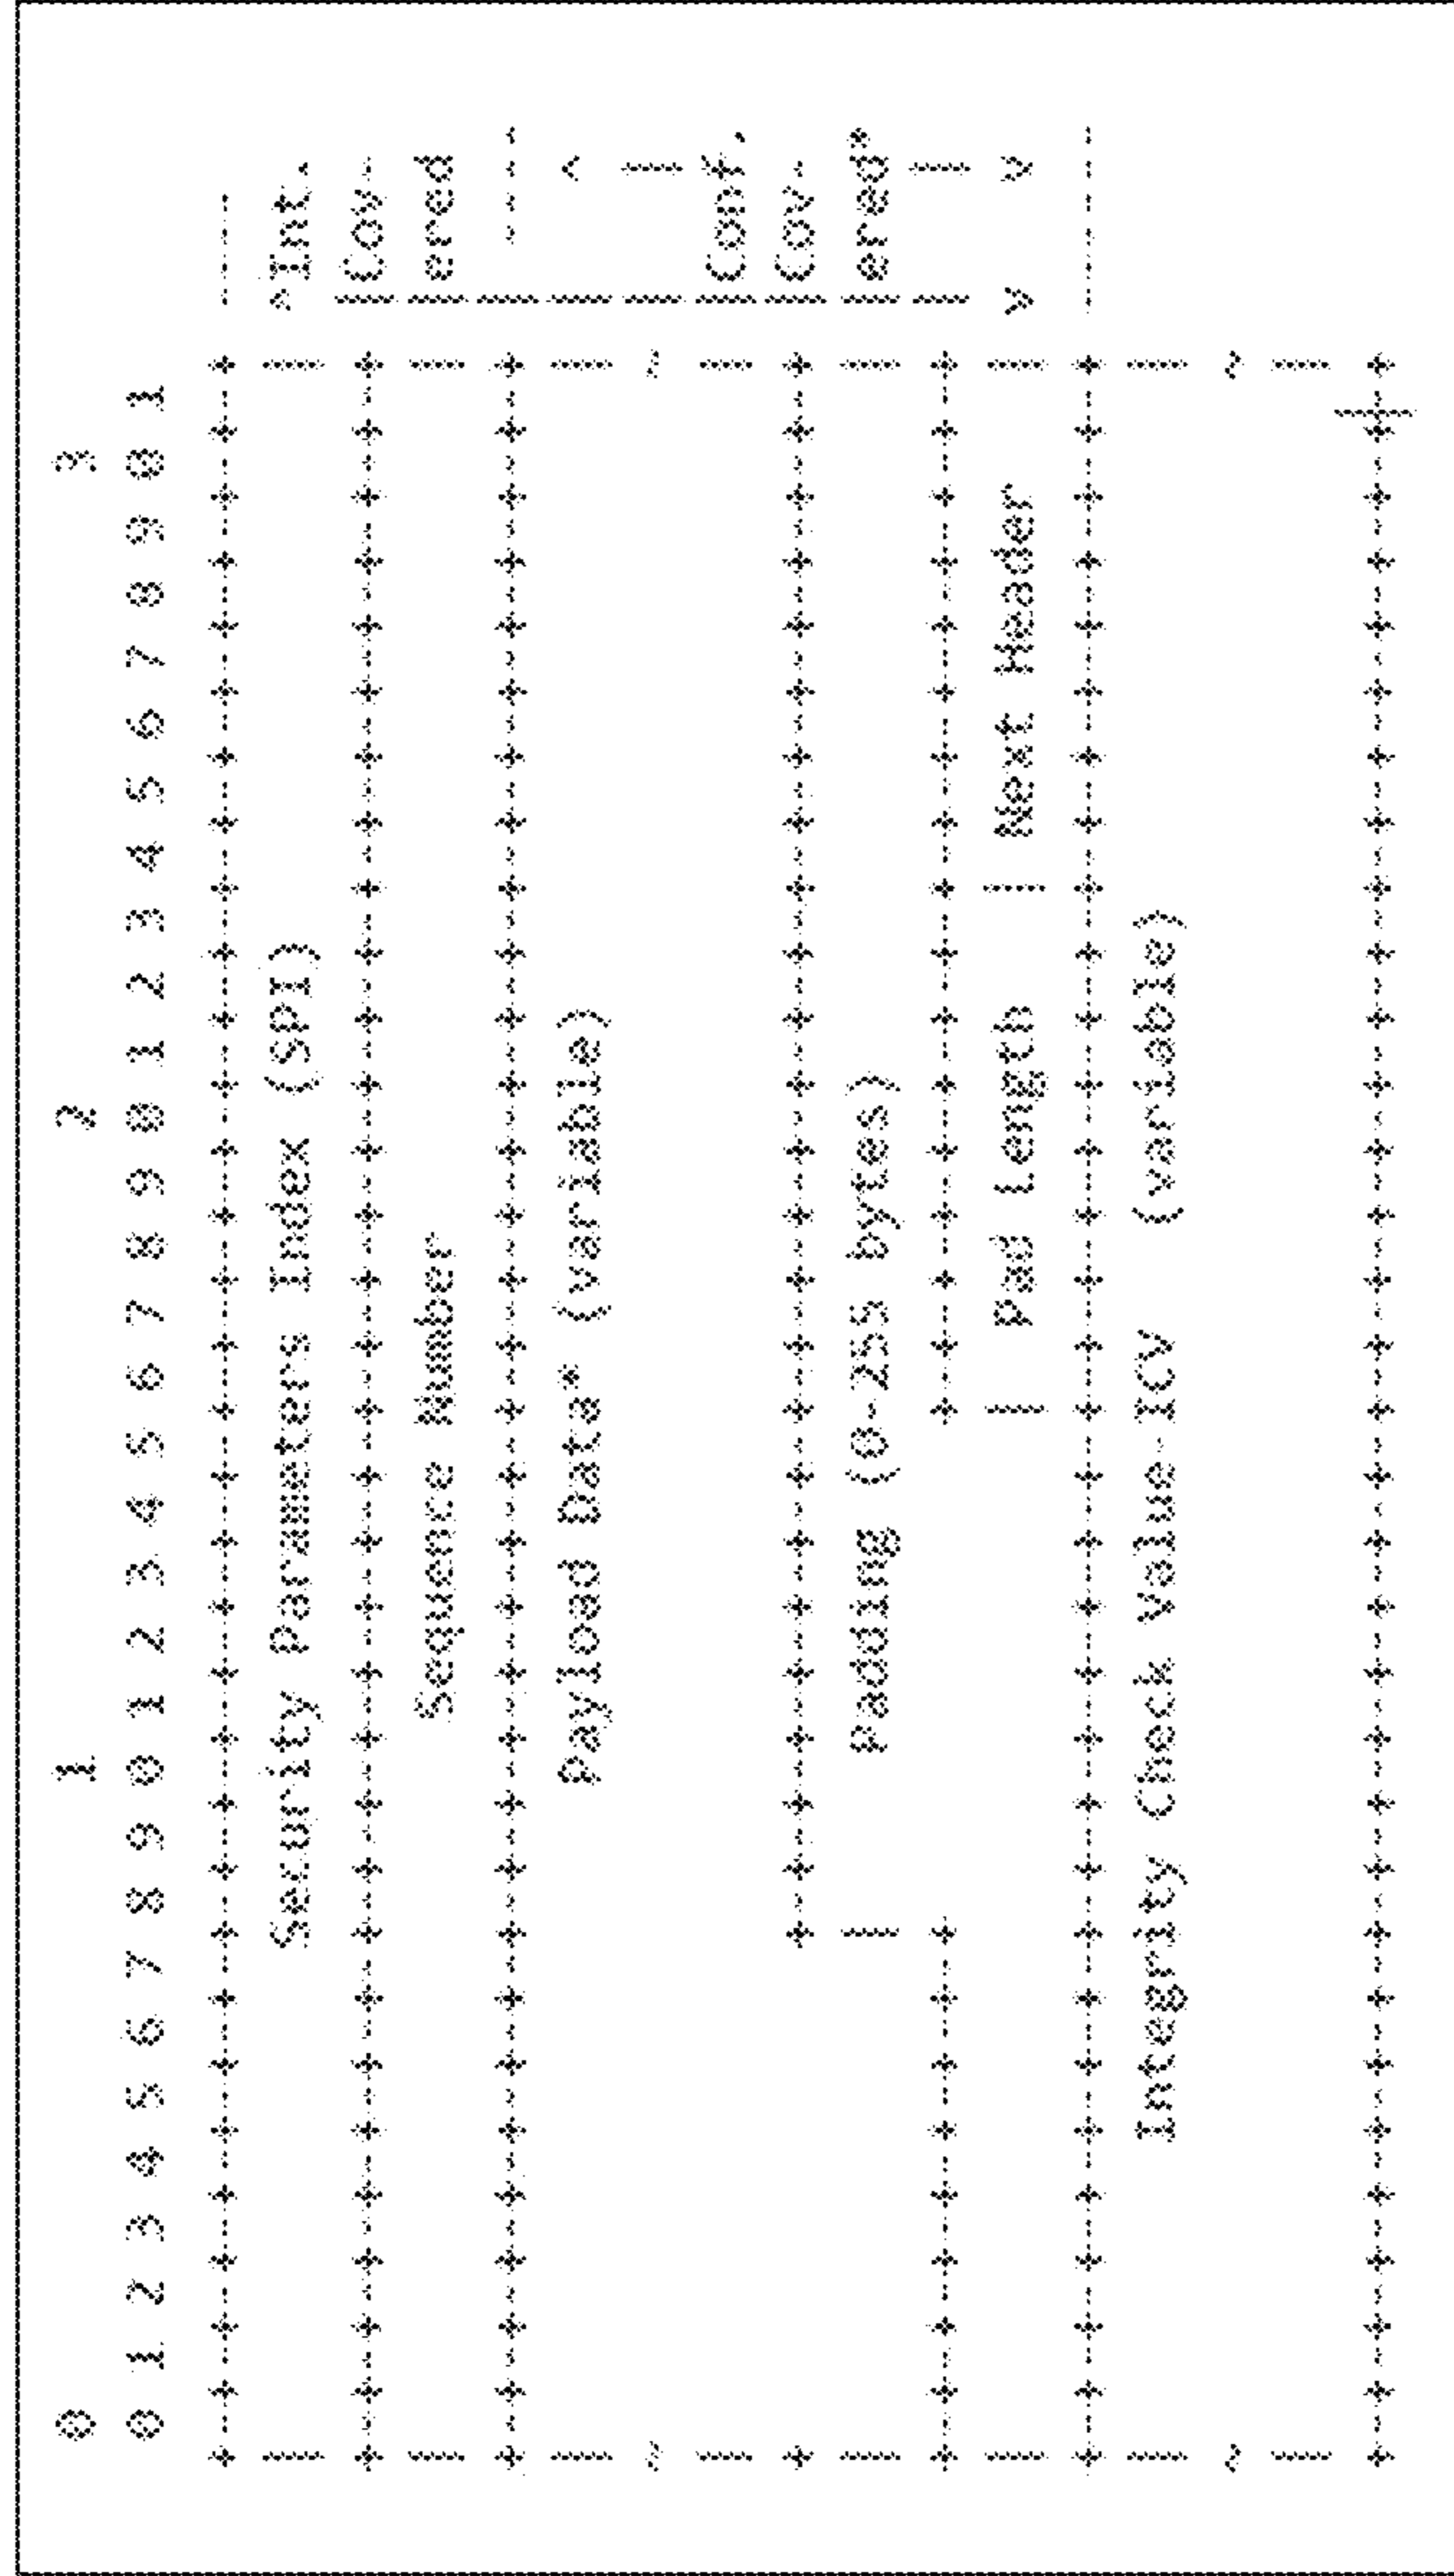 0 1 2 3
0 1 2 3 4 5 6 7 8 9 0 1 2 3 4 5 6 7 8 9 0 1 2 3 4 5 6 7 8 9 0 1
+-+-+-+-+-+-+-+-+-+-+-+-+-+-+-+-+-+-+-+-+-+-+-+-+-+-+-+-+-+-+-+-+ ----
| Security Parameters Index (SPI) | ^Int.
+-+-+-+-+-+-+-+-+-+-+-+-+-+-+-+-+-+-+-+-+-+-+-+-+-+-+-+-+-+-+-+-+ |Cov-
| Sequence Number | |ered
+-+-+-+-+-+-+-+-+-+-+-+-+-+-+-+-+-+-+-+-+-+-+-+-+-+-+-+-+-+-+-+-+ | ----
| Payload Data* (variable) | | ^
~ ~ | |
| | |Conf.
+ +-+-+-+-+-+-+-+-+-+-+-+-+-+-+-+-+-+-+-+-+-+-+-+-+ |Cov-
| | Padding (0-255 bytes) | |ered*
+-+-+-+-+-+-+-+-+ +-+-+-+-+-+-+-+-+-+-+-+-+-+-+-+-+ | |
| | Pad Length | Next Header | v v
+-+-+-+-+-+-+-+-+-+-+-+-+-+-+-+-+-+-+-+-+-+-+-+-+-+-+-+-+-+-+-+-+ ------
| Integrity Check Value-ICV (variable) |
~ ~
| |
+-+-+-+-+-+-+-+-+-+-+-+-+-+-+-+-+-+-+-+-+-+-+-+-+-+-+-+-+-+-+-+-+